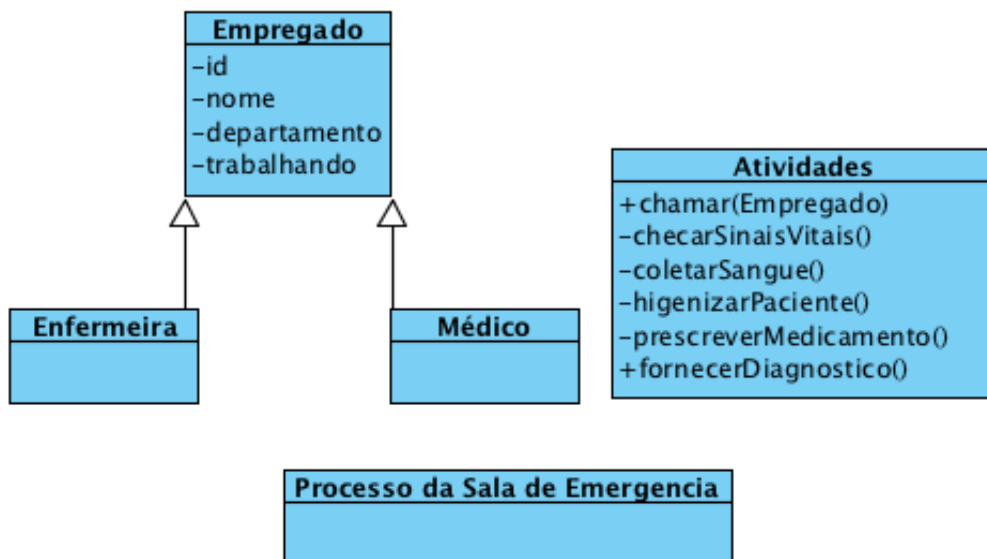 Empregado
-id
-nome
-departamento
-trabalhando
Atividades
+chamar(Empregado)
-checarSinaisVitais()
-coletarSangue()
-higenizarPaciente()
-prescreverMedicamento()
+fornecerDiagnostico()
Enfermeira
Médico
Processo da Sala de Emergencia